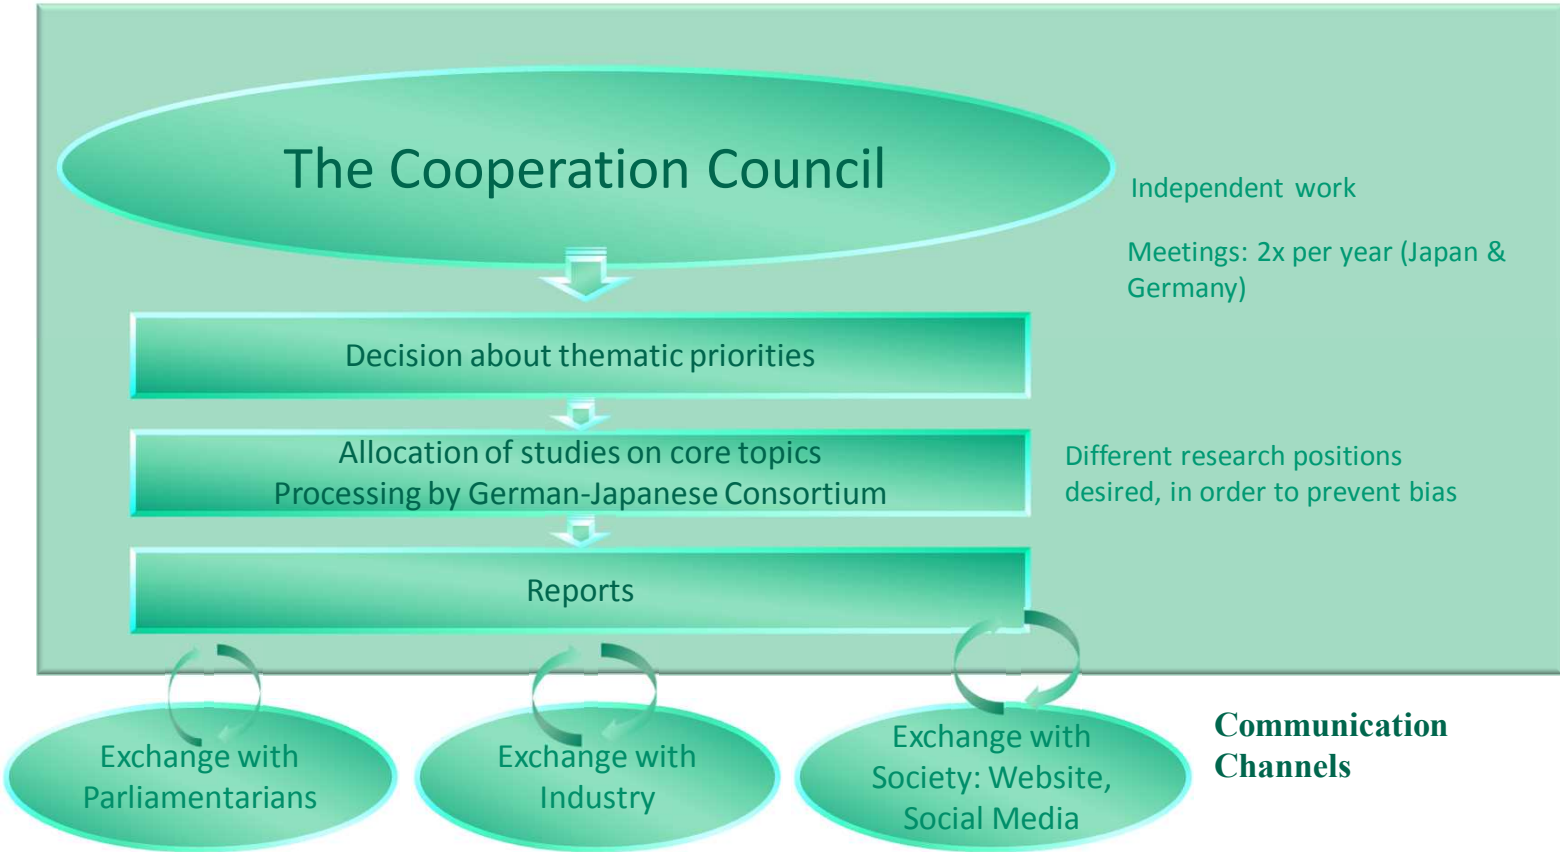 The Cooperation Council
Independent work
Meetings: 2x per year (Japan &
Germany)
Decision about thematic priorities
Allocation of studies on core topics
Processing by German-Japanese Consortium
Different research positions
desired, in order to prevent bias
Reports
Exchange with
Parliamentarians
Exchange with
Industry
Exchange with
Society: Website,
Social Media
Communication
Channels